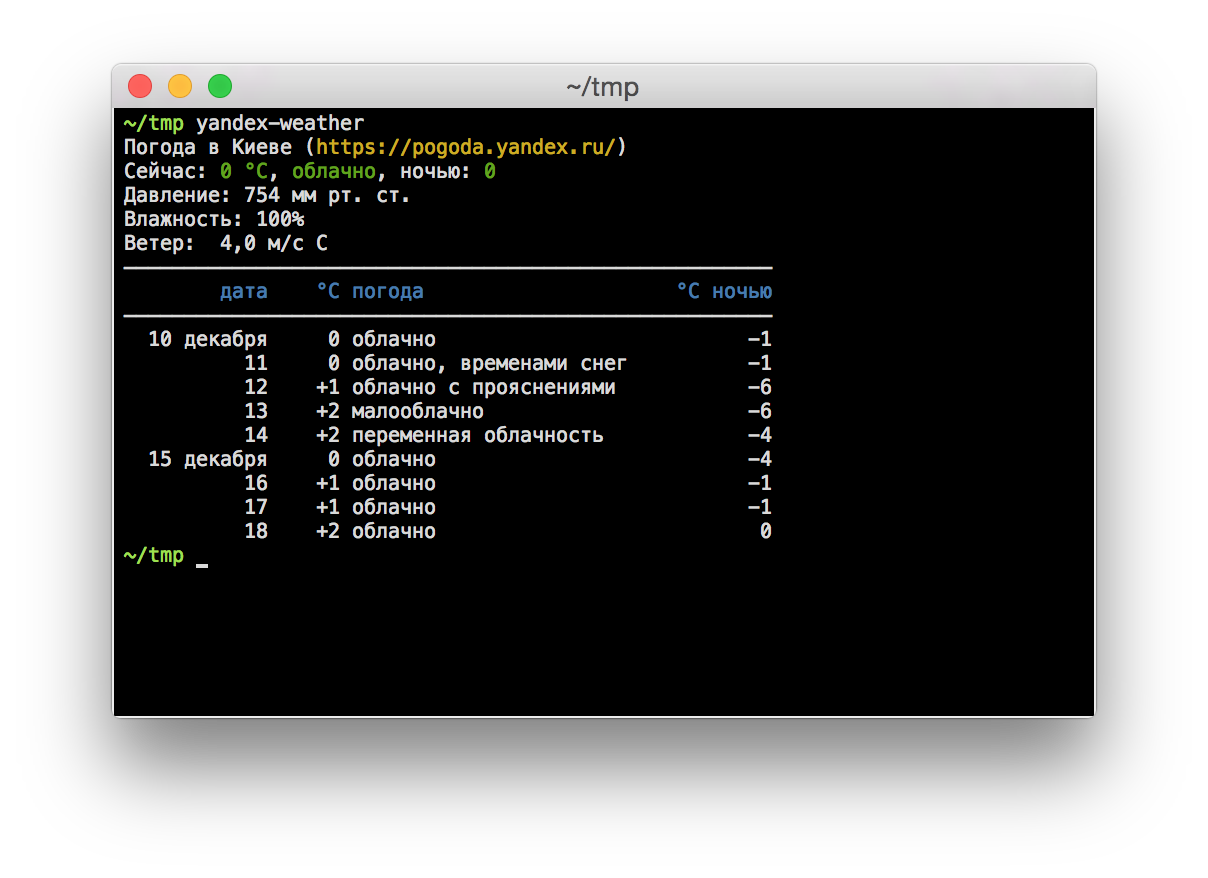 ~/tmp
~/tmp yandex-weather
Погода в Киеве (https://pogoda.yandex.ru/)
Сейчас: 0 °C, облачно, ночью: 0
Давление: 754 мм рт. ст.
Влажность: 100%
Ветер:  4,0 м/с С
дата °C погода °C ночью
10 декабря 0 облачно −1
11 0 облачно, временами снег −1
12 +1 облачно с прояснениями −6
13 +2 малооблачно −6
14 +2 переменная облачность −4
15 декабря 0 облачно −4
16 +1 облачно −1
17 +1 облачно −1
18 +2 облачно 0
~/tmp _